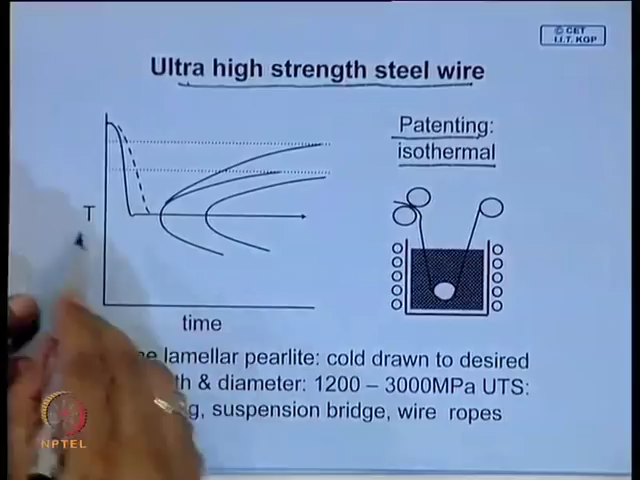 © CET
I.I.T. KGP
Ultra high strength steel wire
Patenting:
isothermal
T
time
lamellar pearlite: cold drawn to desired
& diameter: 1200 – 3000MPa UTS:
suspension bridge, wire ropes
NPTEL